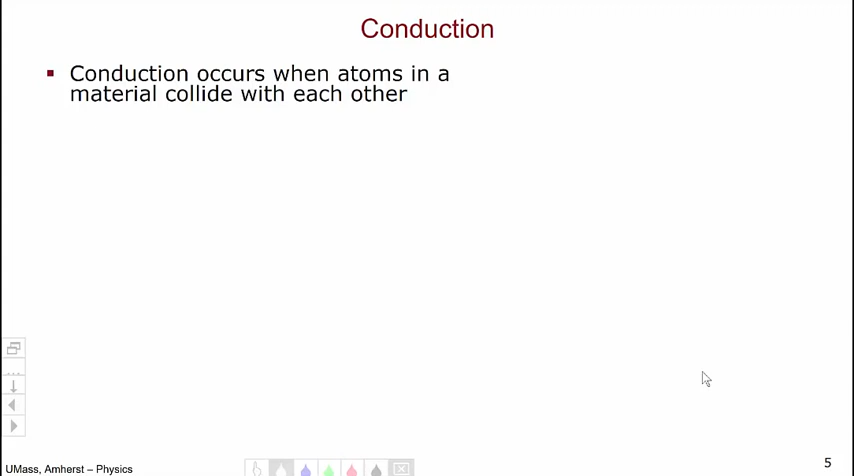 Conduction
▪ Conduction occurs when atoms in a
material collide with each other
UMass, Amherst – Physics
5